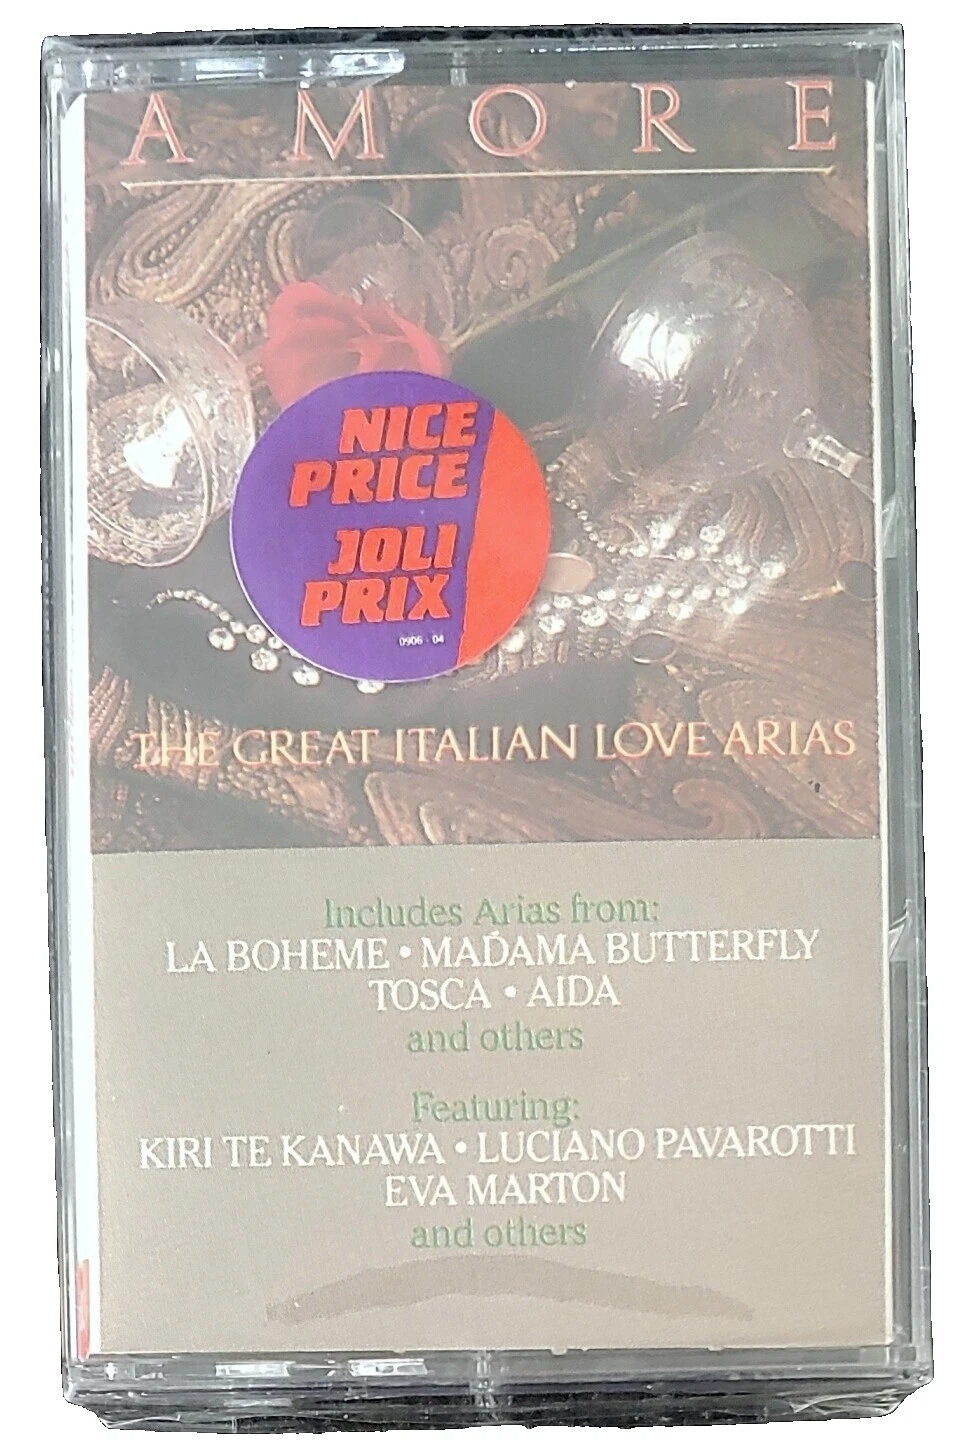 A M O R E
NICE
PRICE
JOLI
PRIX
0906 - 04
THE GREAT ITALIAN LOVE ARIAS
Includes Arias from:
LA BOHEME • MADAMA BUTTERFLY
TOSCA • AIDA
and others
Featuring:
KIRI TE KANAWA • LUCIANO PAVAROTTI
EVA MARTON
and others